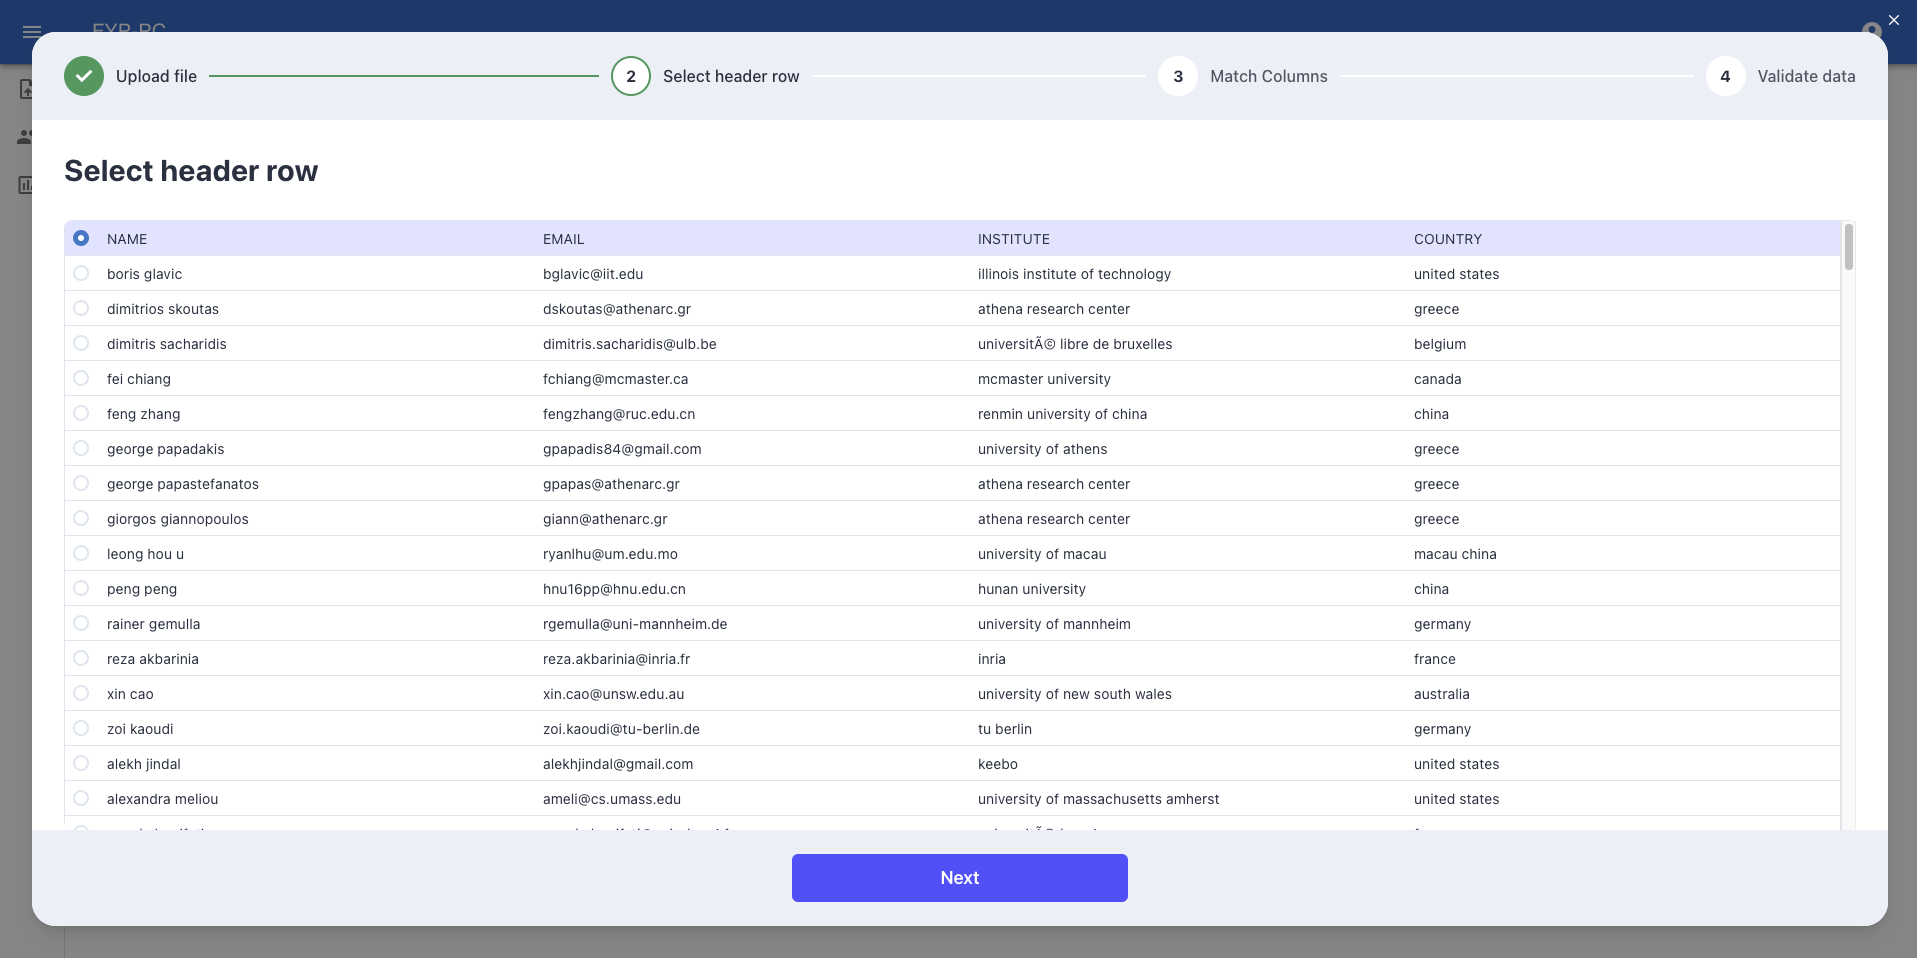 Upload file
2 Select header row
3 Match Columns
4 Validate data
Select header row
NAME EMAIL INSTITUTE COUNTRY
boris glavic bglavic@iit.edu illinois institute of technology united states
dimitrios skoutas dskoutas@athenarc.gr athena research center greece
dimitris sacharidis dimitris.sacharidis@ulb.be universitÃ© libre de bruxelles belgium
fei chiang fchiang@mcmaster.ca mcmaster university canada
feng zhang fengzhang@ruc.edu.cn renmin university of china china
george papadakis gpapadis84@gmail.com university of athens greece
george papastefanatos gpapas@athenarc.gr athena research center greece
giorgos giannopoulos giann@athenarc.gr athena research center greece
leong hou u ryanlhu@um.edu.mo university of macau macau china
peng peng hnu16pp@hnu.edu.cn hunan university china
rainer gemulla rgemulla@uni-mannheim.de university of mannheim germany
reza akbarinia reza.akbarinia@inria.fr inria france
xin cao xin.cao@unsw.edu.au university of new south wales australia
zoi kaoudi zoi.kaoudi@tu-berlin.de tu berlin germany
alekh jindal alekhjindal@gmail.com keebo united states
alexandra meliou ameli@cs.umass.edu university of massachusetts amherst united states
Next